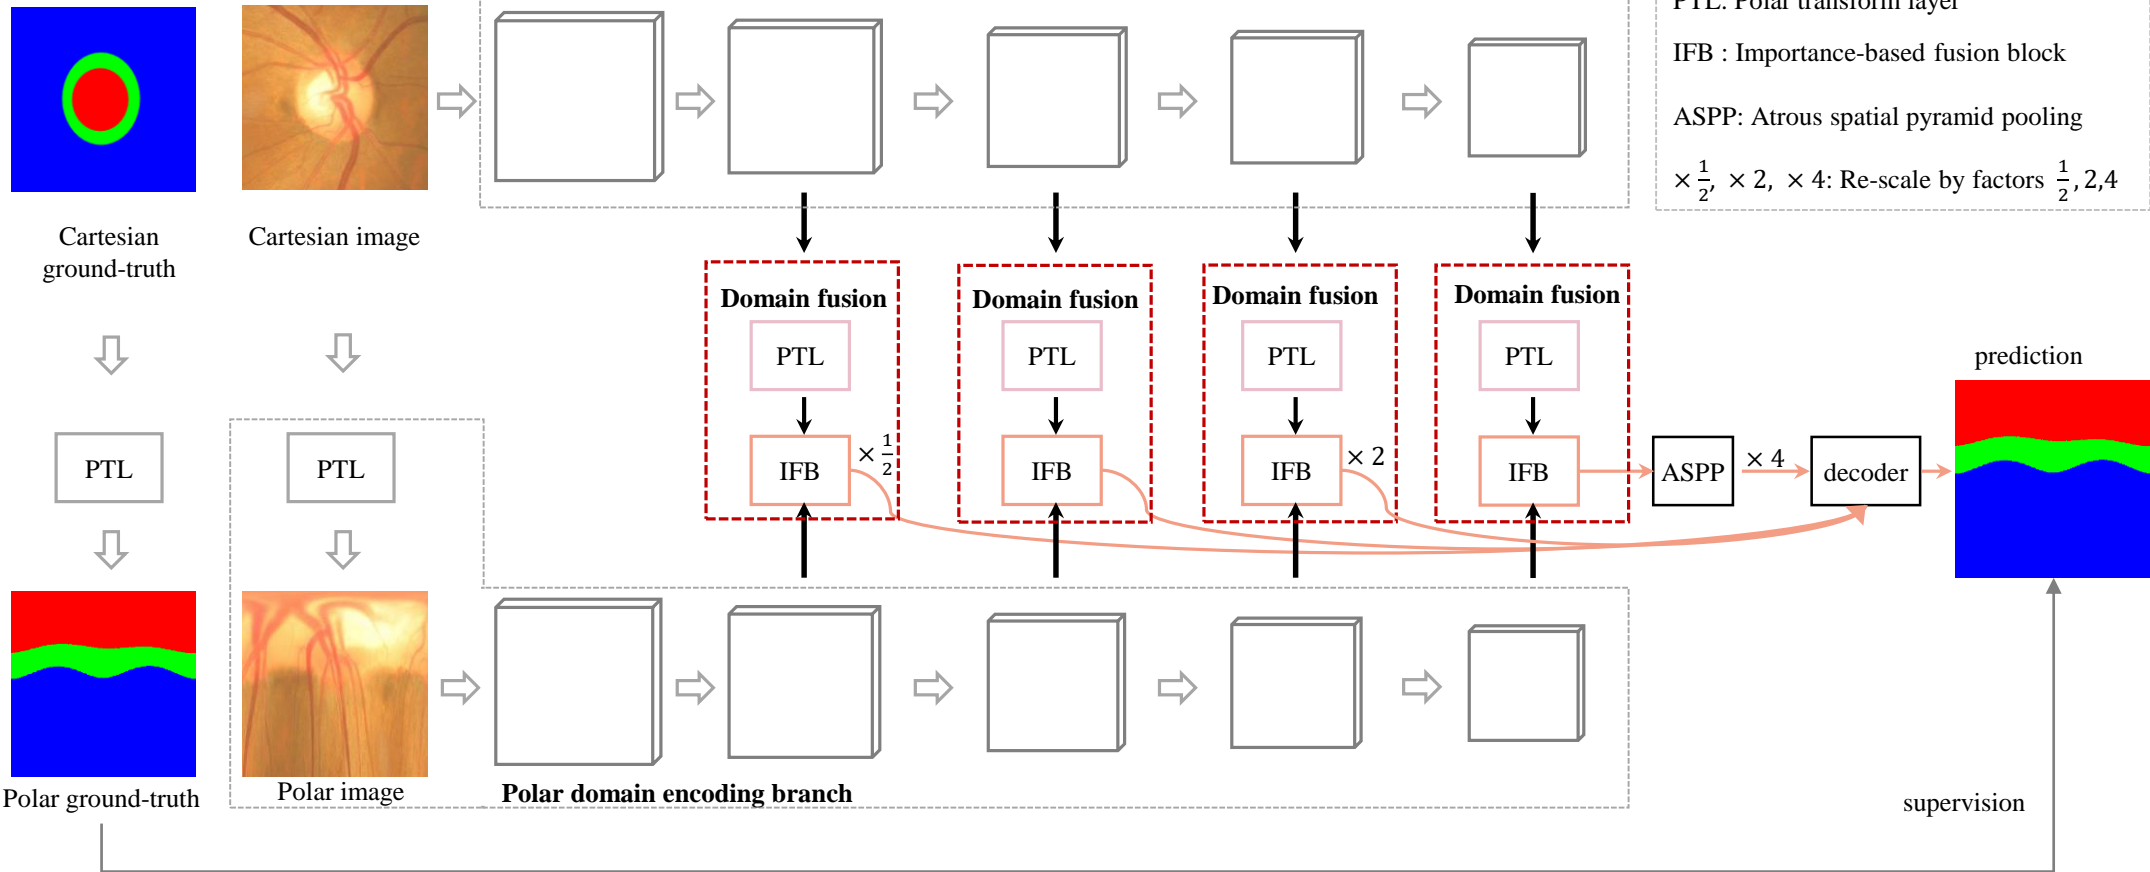 PTL: Polar transform layer
IFB : Importance-based fusion block
ASPP: Atrous spatial pyramid pooling
× 1/2, × 2, × 4: Re-scale by factors 1/2, 2,4
Cartesian
ground-truth
Cartesian image
Domain fusion
Domain fusion
Domain fusion
Domain fusion
PTL
PTL
PTL
PTL
prediction
PTL
PTL
IFB
× 1/2
IFB
IFB
× 2
IFB
ASPP
× 4
decoder
Polar ground-truth
Polar image
Polar domain encoding branch
supervision